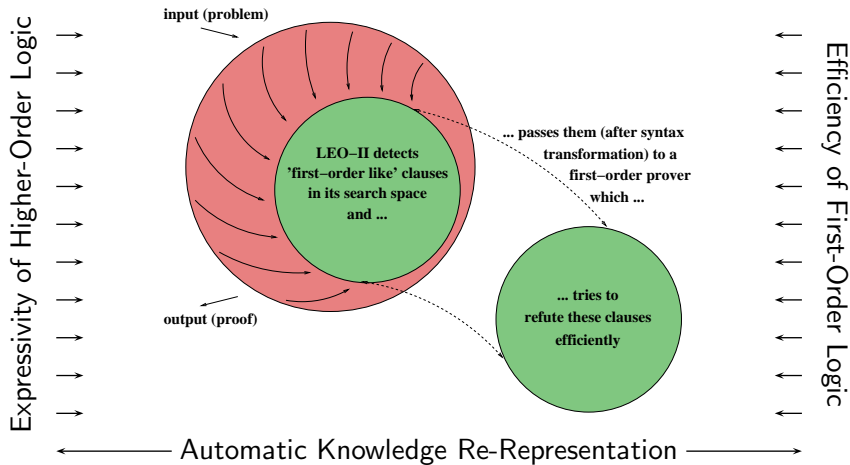 input (problem)
Expressivity of Higher-Order Logic
Efficiency of First-Order Logic
LEO–II detects
'first–order like' clauses
in its search space
and ...
... passes them (after syntax
transformation) to a
first–order prover
which ...
... tries to
refute these clauses
efficiently
output (proof)
Automatic Knowledge Re-Representation